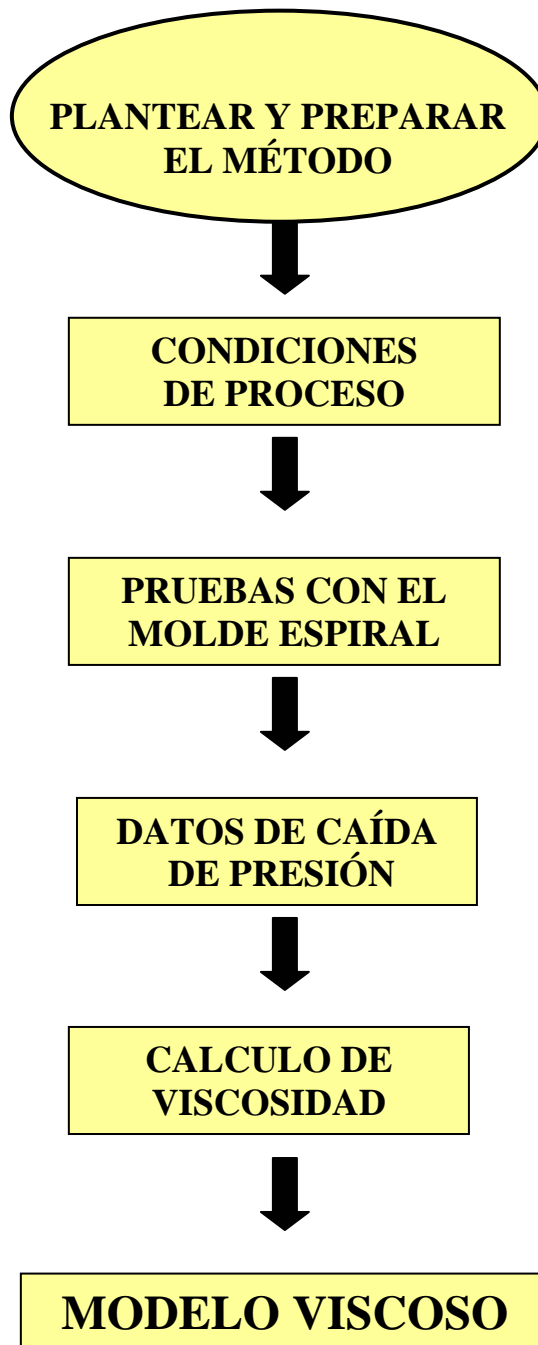 PLANTEAR Y PREPARAR
EL MÉTODO
CONDICIONES
DE PROCESO
PRUEBAS CON EL
MOLDE ESPIRAL
DATOS DE CAÍDA
DE PRESIÓN
CALCULO DE
VISCOSIDAD
MODELO VISCOSO